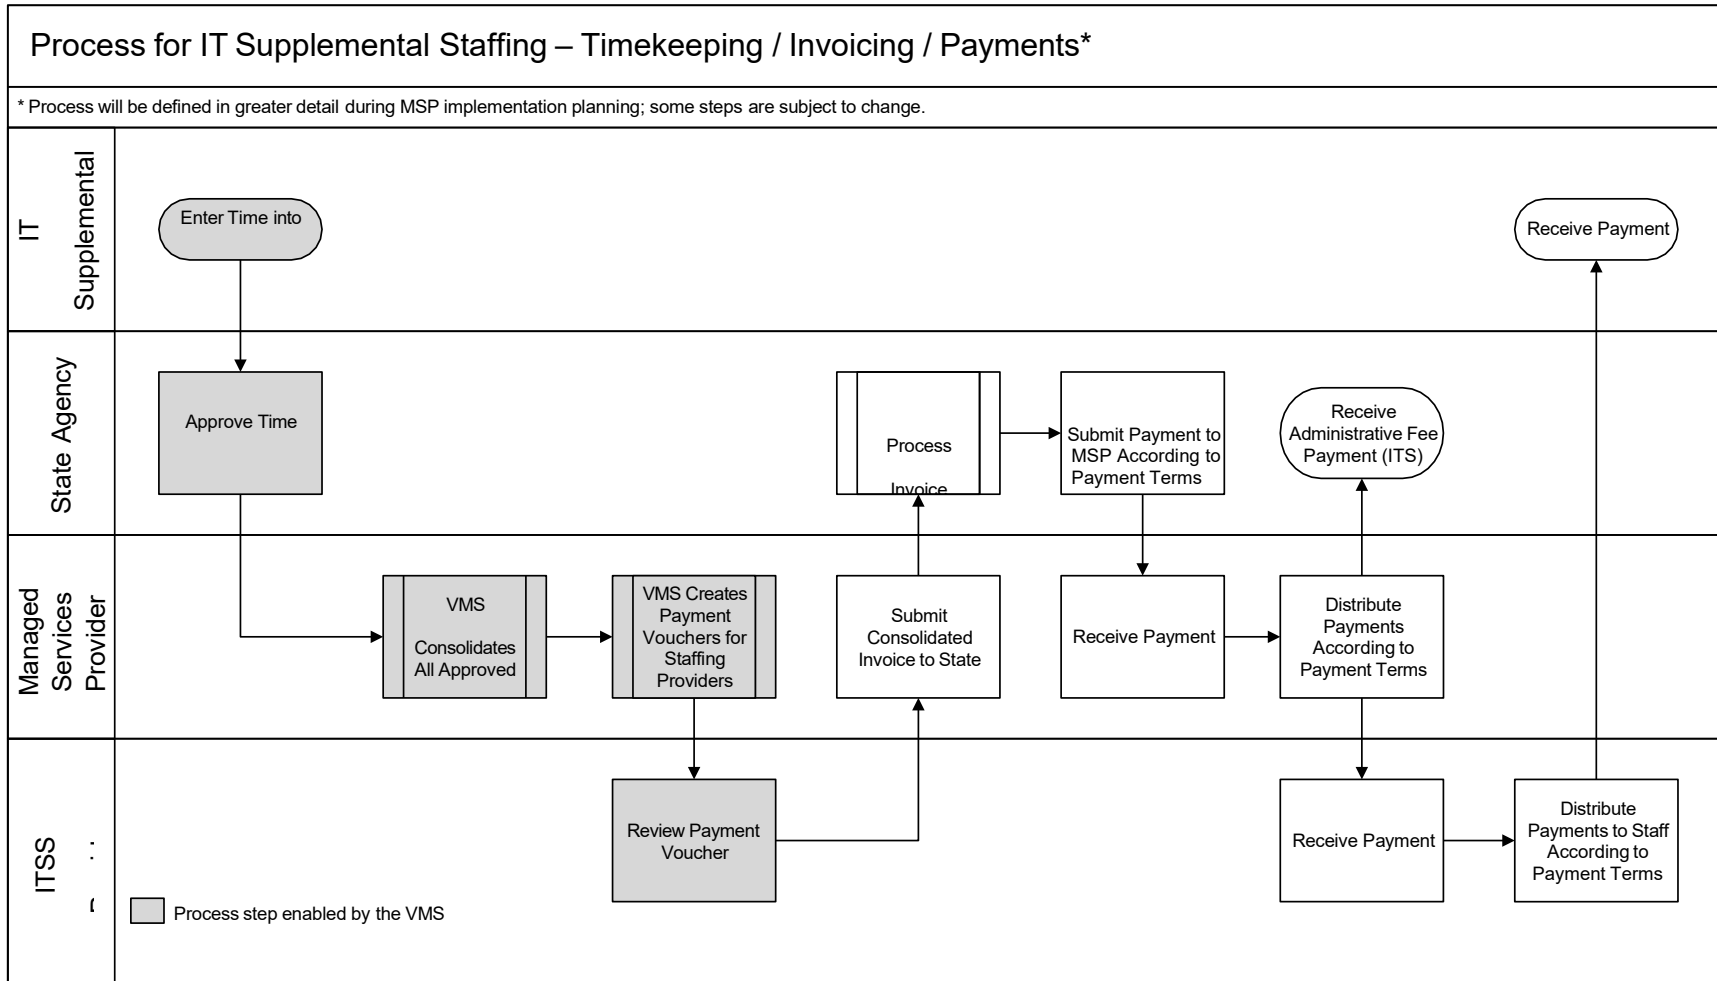 Process for IT Supplemental Staffing – Timekeeping / Invoicing / Payments*
* Process will be defined in greater detail during MSP implementation planning; some steps are subject to change.
IT
Supplemental
Enter Time into
Receive Payment
State Agency
Approve Time
Process
Invoice
Submit Payment to
MSP According to
Payment Terms
Receive
Administrative Fee
Payment (ITS)
Managed
Services
Provider
VMS
Consolidates
All Approved
VMS Creates
Payment
Vouchers for
Staffing
Providers
Submit
Consolidated
Invoice to State
Receive Payment
Distribute
Payments
According to
Payment Terms
ITSS
Review Payment
Voucher
Receive Payment
Distribute
Payments to Staff
According to
Payment Terms
Process step enabled by the VMS